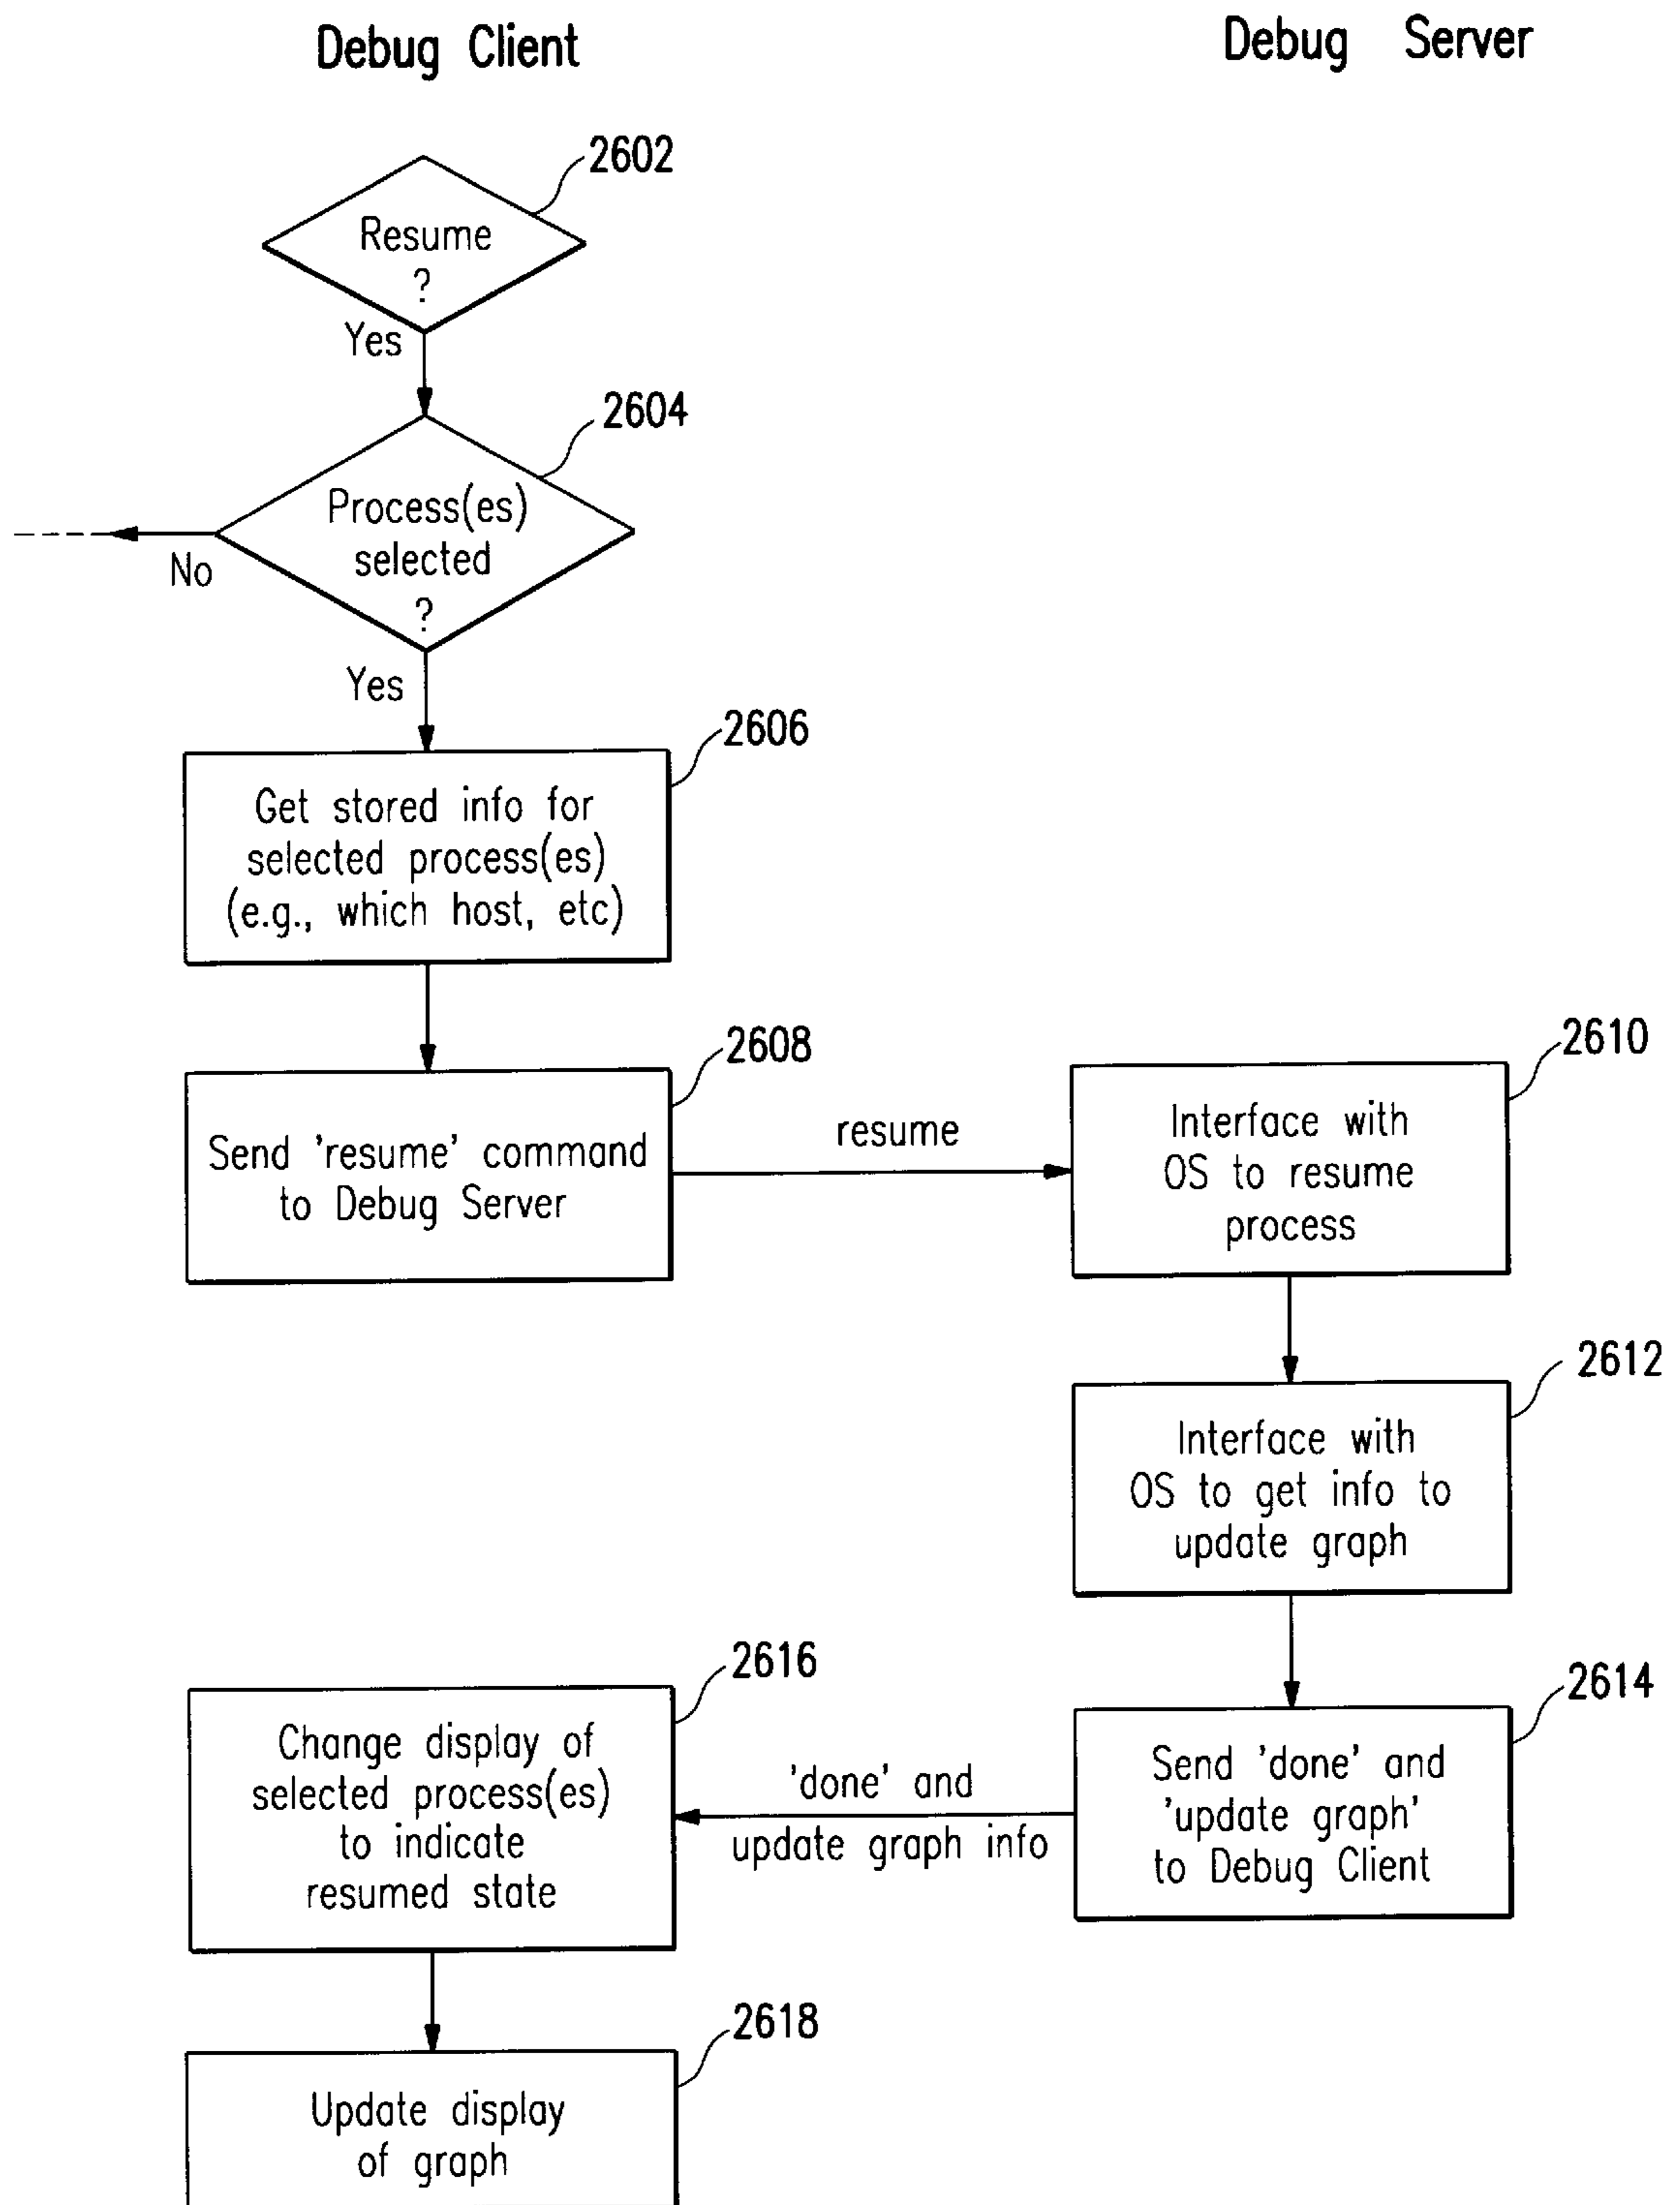 Debug Client
Debug Server
2602
Resume
?
Yes
2604
Process(es)
selected
?
No
Yes
2606
Get stored info for
selected process(es)
(e.g., which host, etc)
2608
Send 'resume' command
to Debug Server
resume
2610
Interface with
OS to resume
process
2612
Interface with
OS to get info to
update graph
2614
Send 'done' and
'update graph'
to Debug Client
'done' and
update graph info
2616
Change display of
selected process(es)
to indicate
resumed state
2618
Update display
of graph